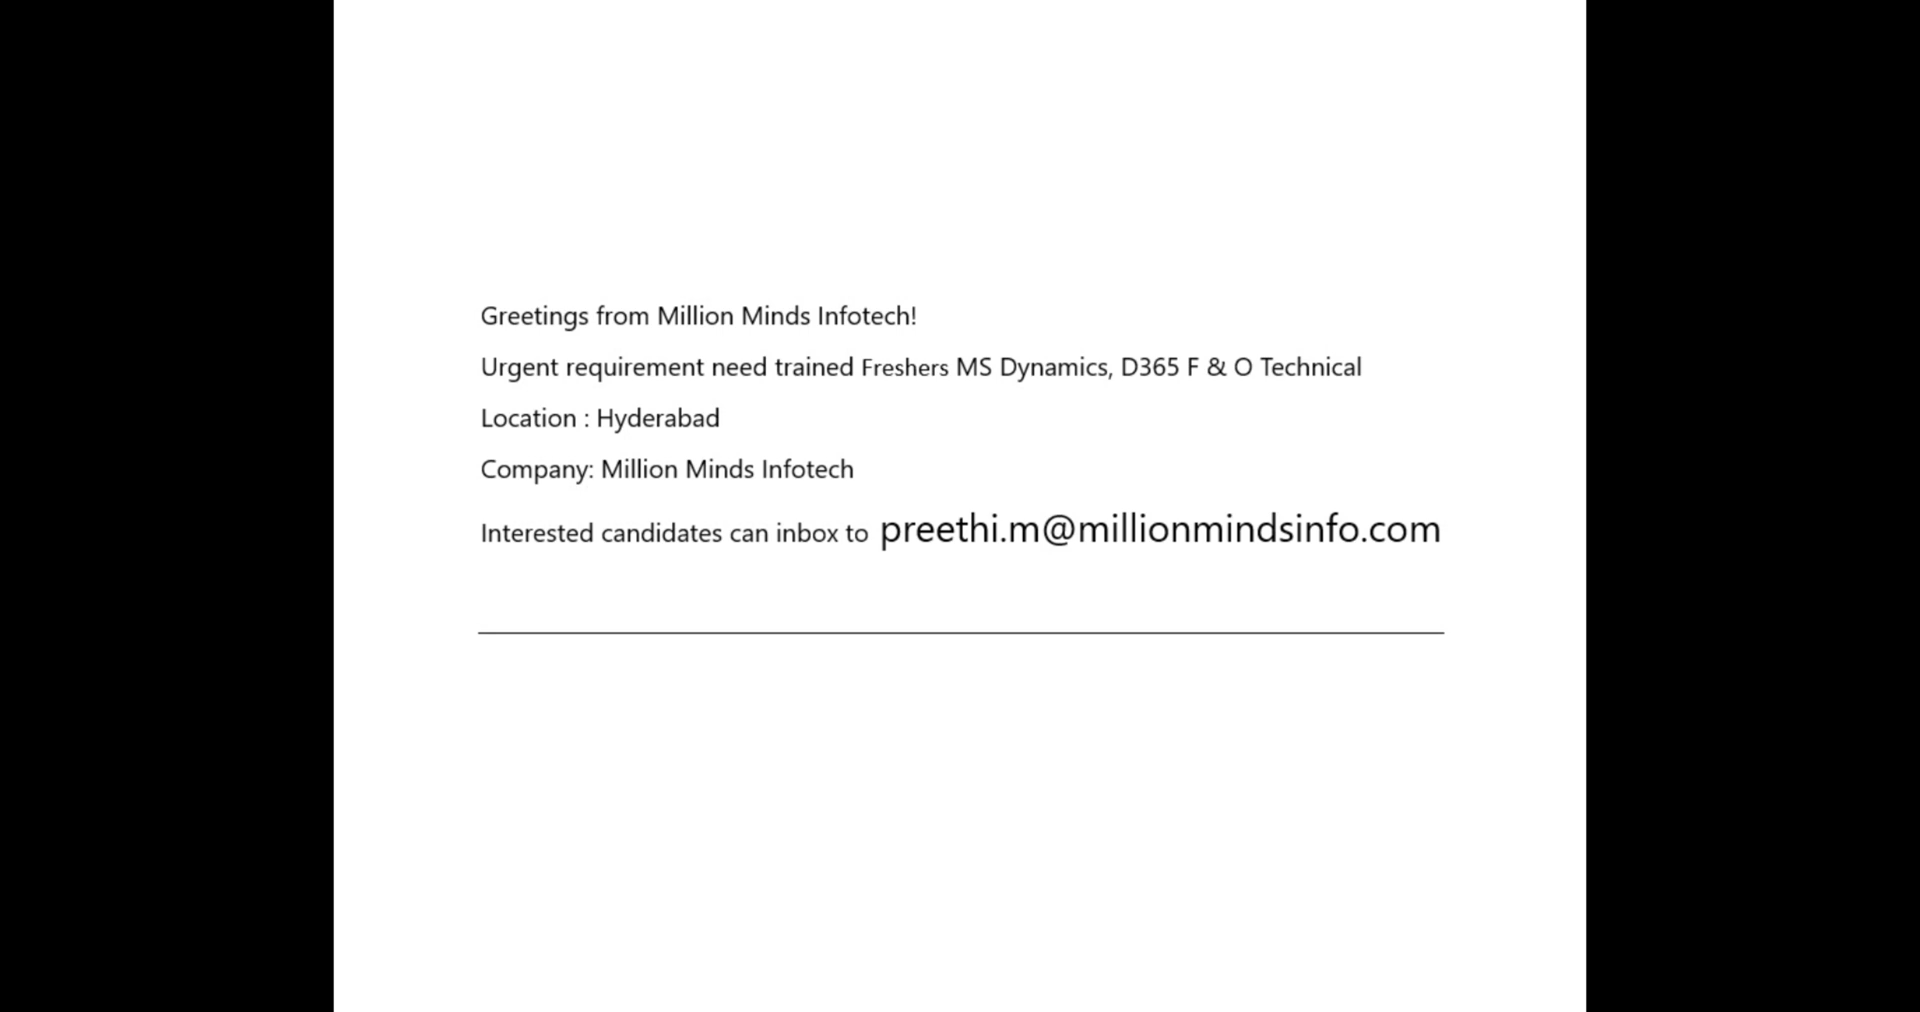 Greetings from Million Minds Infotech!
Urgent requirement need trained Freshers MS Dynamics, D365 F & O Technical
Location : Hyderabad
Company: Million Minds Infotech
Interested candidates can inbox to preethi.m@millionmindsinfo.com